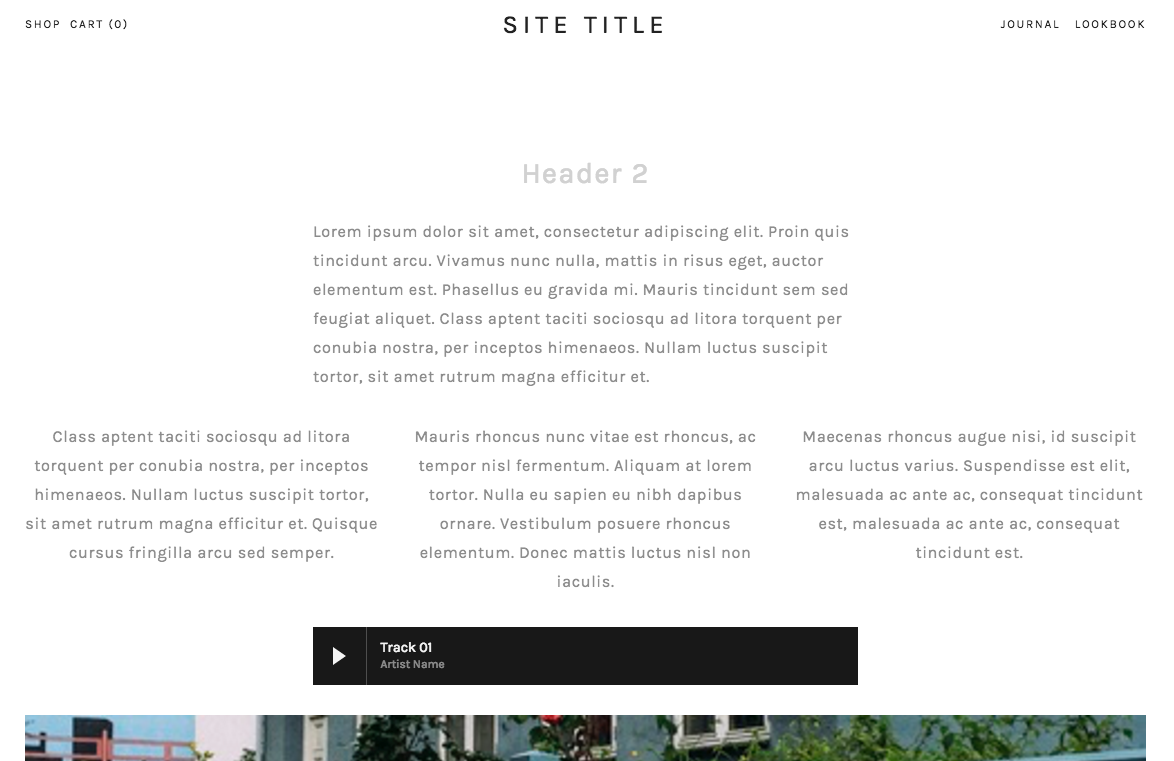 SHOP CART (0)
SITE TITLE
JOURNAL LOOKBOOK
Header 2
Lorem ipsum dolor sit amet, consectetur adipiscing elit. Proin quis
tincidunt arcu. Vivamus nunc nulla, mattis in risus eget, auctor
elementum est. Phasellus eu gravida mi. Mauris tincidunt sem sed
feugiat aliquet. Class aptent taciti sociosqu ad litora torquent per
conubia nostra, per inceptos himenaeos. Nullam luctus suscipit
tortor, sit amet rutrum magna efficitur et.
Class aptent taciti sociosqu ad litora
torquent per conubia nostra, per inceptos
himenaeos. Nullam luctus suscipit tortor,
sit amet rutrum magna efficitur et. Quisque
cursus fringilla arcu sed semper.
Mauris rhoncus nunc vitae est rhoncus, ac
tempor nisl fermentum. Aliquam at lorem
tortor. Nulla eu sapien eu nibh dapibus
ornare. Vestibulum posuere rhoncus
elementum. Donec mattis luctus nisl non
iaculis.
Maecenas rhoncus augue nisi, id suscipit
arcu luctus varius. Suspendisse est elit,
malesuada ac ante ac, consequat tincidunt
est, malesuada ac ante ac, consequat
tincidunt est.
Track 01
Artist Name